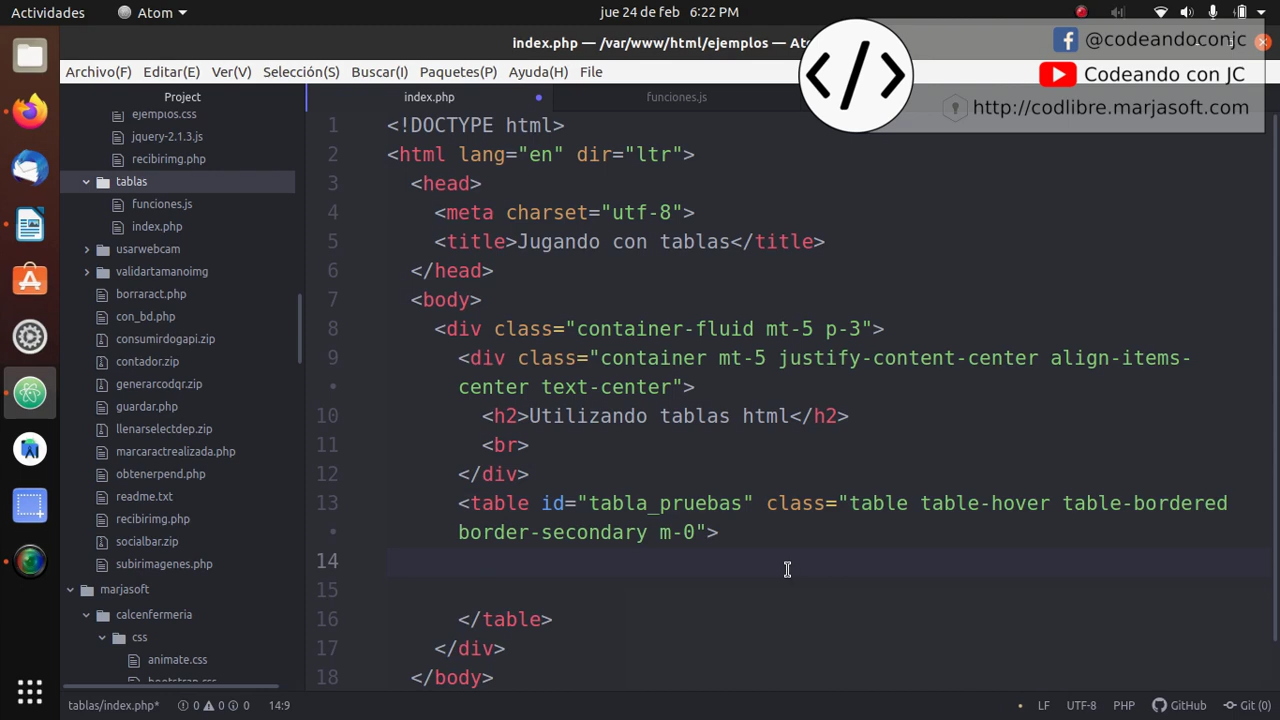 Actividades
Atom
jue 24 de feb 6:22 PM
index.php — /var/www/html/ejemplos — Ato
@codeandoconjc
Codeando con JC
http://codlibre.marjasoft.com
Archivo(F) Editar(E) Ver(V) Selección(S) Buscar(I) Paquetes(P) Ayuda(H) File
Project
index.php
funciones.js
ejemplos.css
jquery-2.1.3.js
recibirimg.php
tablas
funciones.js
index.php
usarwebcam
validartamanoimg
borraract.php
con_bd.php
consumirdogapi.zip
contador.zip
generarcodqr.zip
guardar.php
llenarselectdep.zip
marcaractrealizada.php
obtenerpend.php
readme.txt
recibirimg.php
socialbar.zip
subirimagenes.php
marjasoft
calcenfermeria
css
animate.css
1 <!DOCTYPE html>
2 <html lang="en" dir="ltr">
3 <head>
4 <meta charset="utf-8">
5 <title>Jugando con tablas</title>
6 </head>
7 <body>
8 <div class="container-fluid mt-5 p-3">
9 <div class="container mt-5 justify-content-center align-items-
• center text-center">
10 <h2>Utilizando tablas html</h2>
11 <br>
12 </div>
13 <table id="tabla_pruebas" class="table table-hover table-bordered
• border-secondary m-0">
14
15
16 </table>
17 </div>
18 </body>
tablas/index.php* 0 0 0 14:9
LF UTF-8 PHP GitHub Git (0)